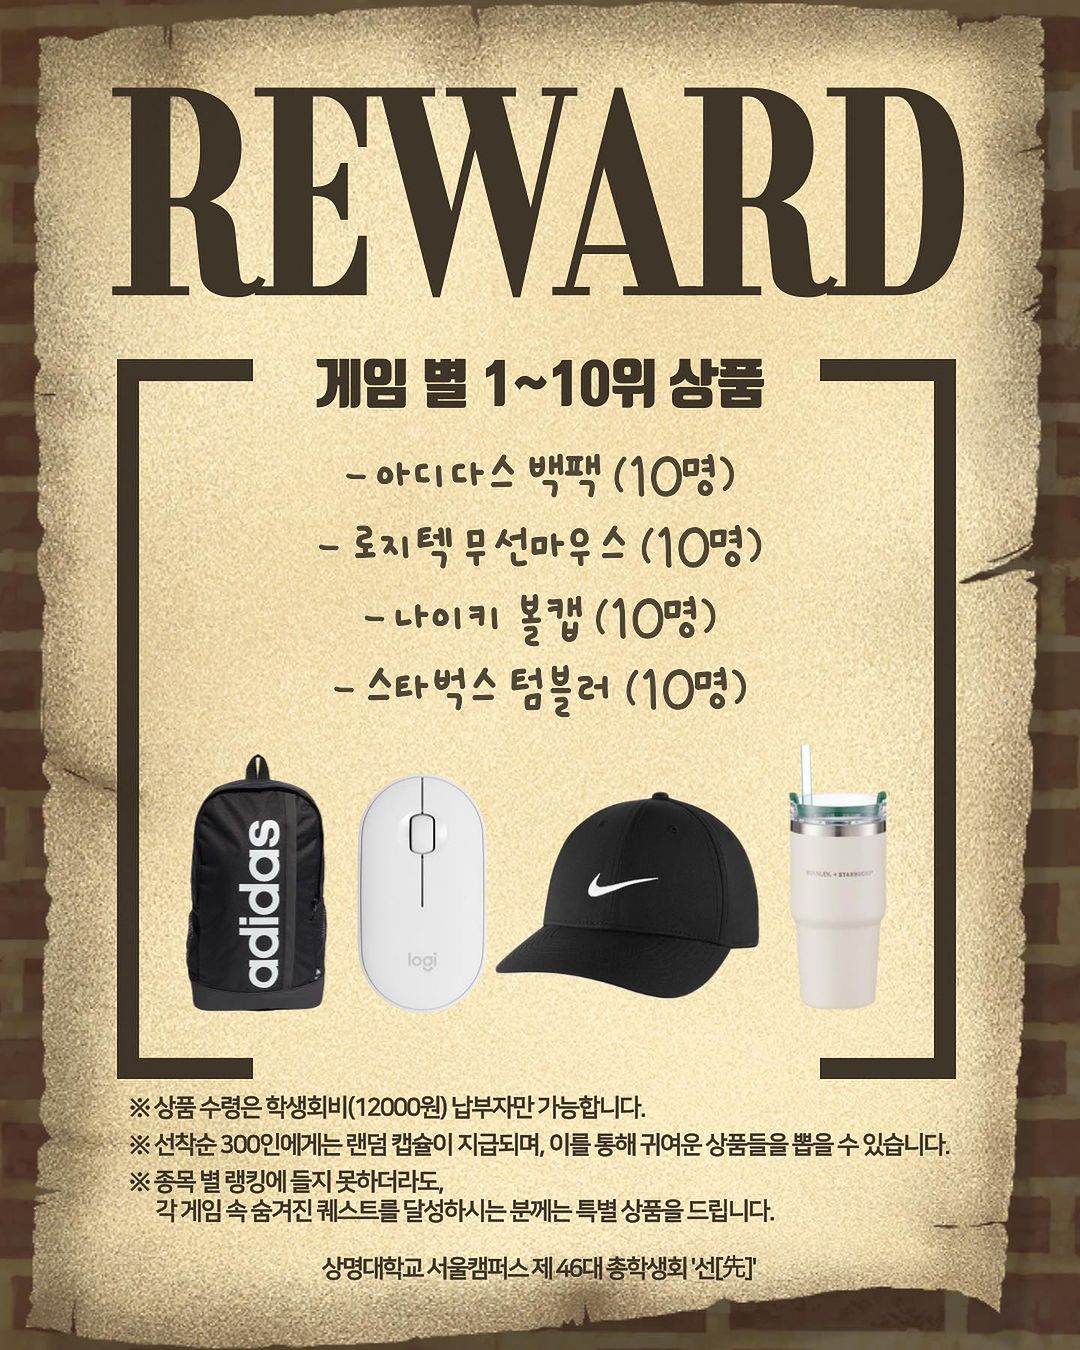 REWARD
게임 별 1~10위 상품
- 아디다스 백팩 (10명)
- 로지텍 무선마우스 (10명)
- 나이키 볼캡 (10명)
- 스타벅스 텀블러 (10명)
adidas
logi
STANLEY + STARBUCKS
※ 상품 수령은 학생회비(12000원) 납부자만 가능합니다.
※ 선착순 300인에게는 랜덤 캡슐이 지급되며, 이를 통해 귀여운 상품들을 뽑을 수 있습니다.
※ 종목 별 랭킹에 들지 못하더라도,
각 게임 속 숨겨진 퀘스트를 달성하시는 분께는 특별 상품을 드립니다.
상명대학교 서울캠퍼스 제 46대 총학생회 '선[先]'